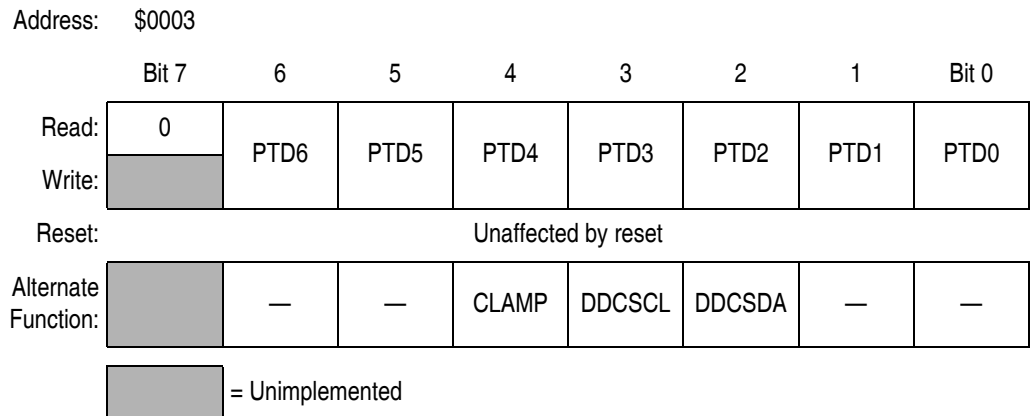 Address: $0003
Bit 7 6 5 4 3 2 1 Bit 0
Read: 0 PTD6 PTD5 PTD4 PTD3 PTD2 PTD1 PTD0
Write:
Reset: Unaffected by reset
Alternate
Function: — — CLAMP DDCSCL DDCSDA — —
= Unimplemented